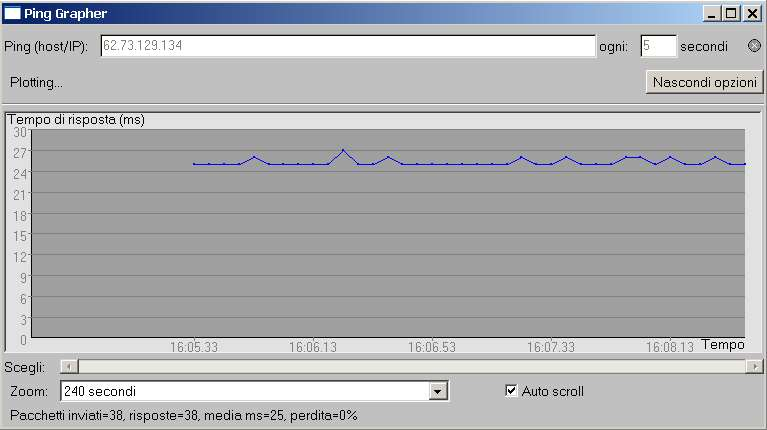 Ping Grapher
Ping (host/IP): 62.73.129.134 ogni: 5 secondi
Plotting...
Nascondi opzioni
Tempo di risposta (ms)
30
27
24
21
18
15
12
9
6
3
0
16:05.33 16:06.13 16:06.53 16:07.33 16:08.13 Tempo
Scegli:
Zoom: 240 secondi
Auto scroll
Pacchetti inviati=38, risposte=38, media ms=25, perdita=0%